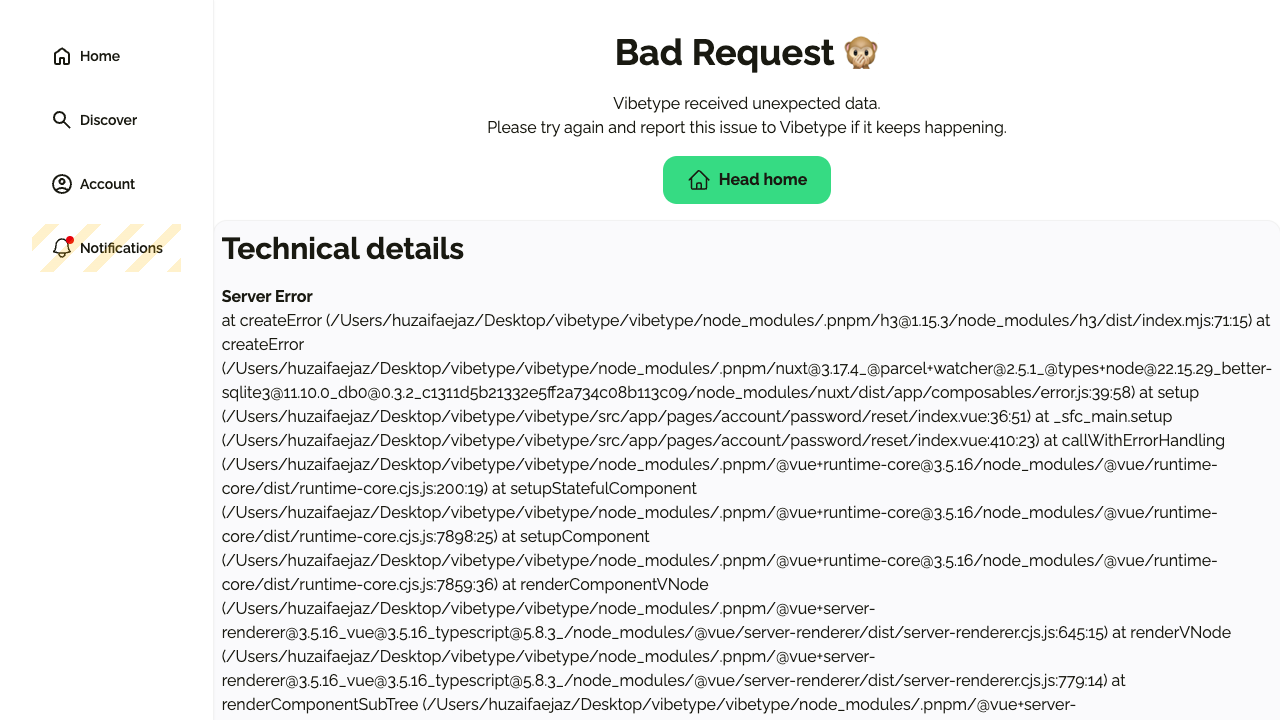 Home
Discover
Account
Notifications
Bad Request 🙊
Vibetype received unexpected data.
Please try again and report this issue to Vibetype if it keeps happening.
Head home
Technical details
Server Error
at createError (/Users/huzaifaejaz/Desktop/vibetype/vibetype/node_modules/.pnpm/h3@1.15.3/node_modules/h3/dist/index.mjs:71:15) at
createError
(/Users/huzaifaejaz/Desktop/vibetype/vibetype/node_modules/.pnpm/nuxt@3.17.4_@parcel+watcher@2.5.1_@types+node@22.15.29_better-
sqlite3@11.10.0_db0@0.3.2_c1311d5b21332e5ff2a734c08b113c09/node_modules/nuxt/dist/app/composables/error.js:39:58) at setup
(/Users/huzaifaejaz/Desktop/vibetype/vibetype/src/app/pages/account/password/reset/index.vue:36:51) at _sfc_main.setup
(/Users/huzaifaejaz/Desktop/vibetype/vibetype/src/app/pages/account/password/reset/index.vue:410:23) at callWithErrorHandling
(/Users/huzaifaejaz/Desktop/vibetype/vibetype/node_modules/.pnpm/@vue+runtime-core@3.5.16/node_modules/@vue/runtime-
core/dist/runtime-core.cjs.js:200:19) at setupStatefulComponent
(/Users/huzaifaejaz/Desktop/vibetype/vibetype/node_modules/.pnpm/@vue+runtime-core@3.5.16/node_modules/@vue/runtime-
core/dist/runtime-core.cjs.js:7898:25) at setupComponent
(/Users/huzaifaejaz/Desktop/vibetype/vibetype/node_modules/.pnpm/@vue+runtime-core@3.5.16/node_modules/@vue/runtime-
core/dist/runtime-core.cjs.js:7859:36) at renderComponentVNode
(/Users/huzaifaejaz/Desktop/vibetype/vibetype/node_modules/.pnpm/@vue+server-
renderer@3.5.16_vue@3.5.16_typescript@5.8.3_/node_modules/@vue/server-renderer/dist/server-renderer.cjs.js:645:15) at renderVNode
(/Users/huzaifaejaz/Desktop/vibetype/vibetype/node_modules/.pnpm/@vue+server-
renderer@3.5.16_vue@3.5.16_typescript@5.8.3_/node_modules/@vue/server-renderer/dist/server-renderer.cjs.js:779:14) at
renderComponentSubTree (/Users/huzaifaejaz/Desktop/vibetype/vibetype/node_modules/.pnpm/@vue+server-